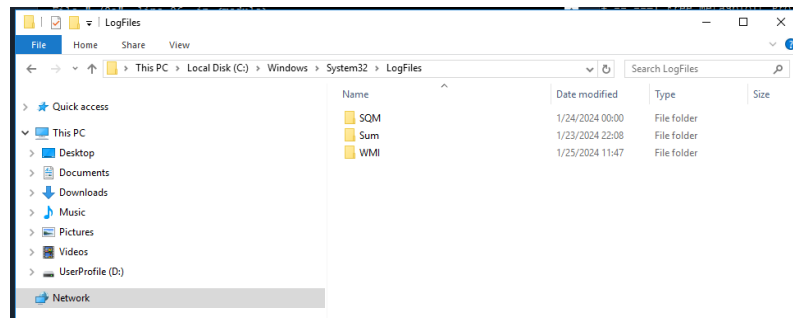 LogFiles
File Home Share View
This PC > Local Disk (C:) > Windows > System32 > LogFiles
Search LogFiles
Name Date modified Type Size
Quick access
This PC
Desktop
Documents
Downloads
Music
Pictures
Videos
UserProfile (D:)
Network
SQM 1/24/2024 00:00 File folder
Sum 1/23/2024 22:08 File folder
WMI 1/25/2024 11:47 File folder